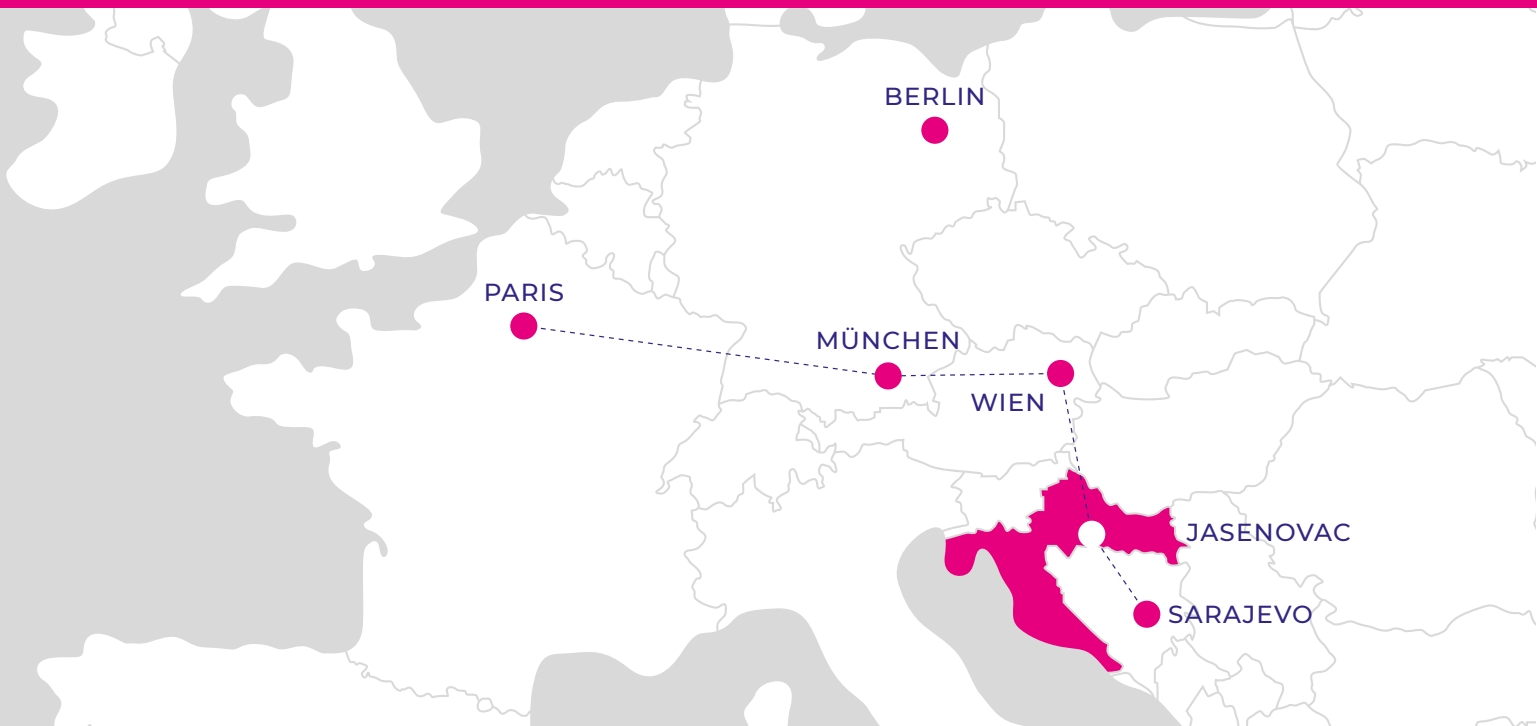 BERLIN
PARIS
MÜNCHEN
WIEN
JASENOVAC
SARAJEVO